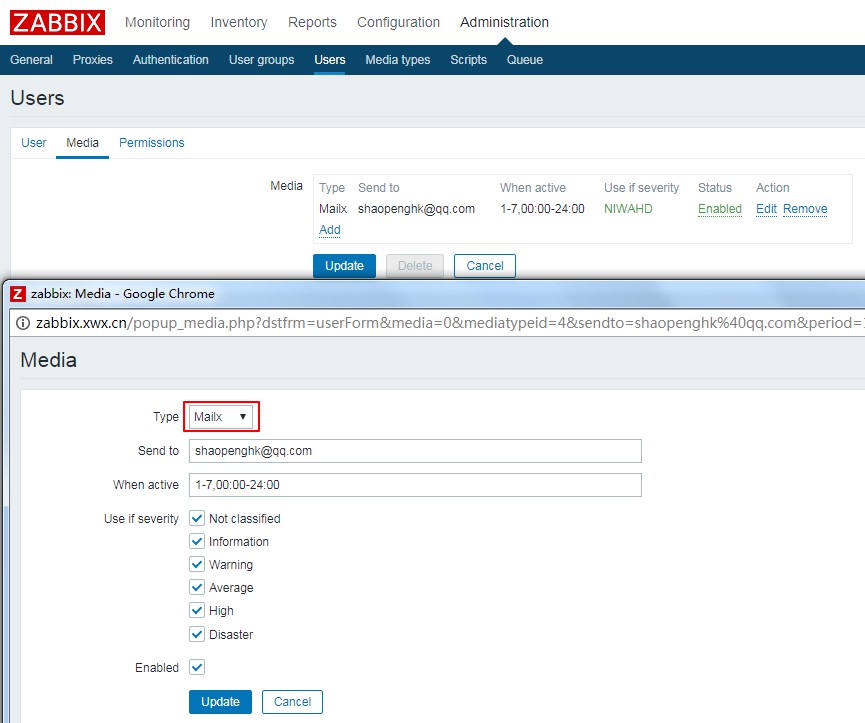 ZABBIX Monitoring Inventory Reports Configuration Administration
General Proxies Authentication User groups Users Media types Scripts Queue
Users
User Media Permissions
Media Type Send to When active Use if severity Status Action
Mailx shaopenghk@qq.com 1-7,00:00-24:00 NIWAHD Enabled Edit Remove
Add
Update Delete Cancel
Z zabbix: Media - Google Chrome
zabbix.xwx.cn/popup_media.php?dstfrm=userForm&media=0&mediatypeid=4&sendto=shaopenghk%40qq.com&period=
Media
Type Mailx
Send to shaopenghk@qq.com
When active 1-7,00:00-24:00
Use if severity Not classified
Information
Warning
Average
High
Disaster
Enabled
Update Cancel